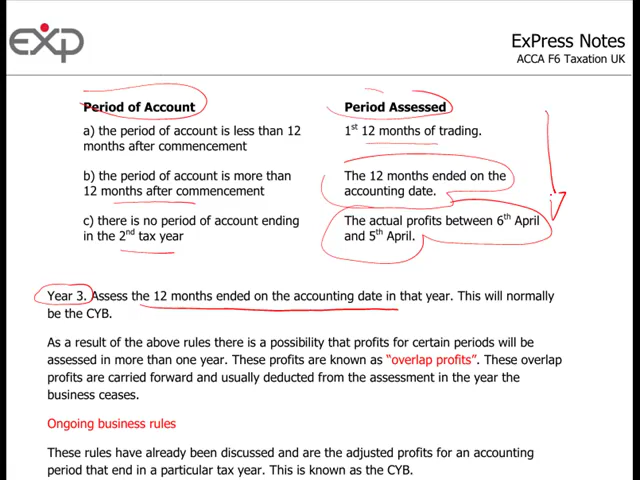 exp
ExPress Notes
ACCA F6 Taxation UK
Period of Account
Period Assessed
a) the period of account is less than 12
months after commencement
1st 12 months of trading.
b) the period of account is more than
12 months after commencement
The 12 months ended on the
accounting date.
c) there is no period of account ending
in the 2nd tax year
The actual profits between 6th April
and 5th April.
Year 3. Assess the 12 months ended on the accounting date in that year. This will normally
be the CYB.
As a result of the above rules there is a possibility that profits for certain periods will be
assessed in more than one year. These profits are known as “overlap profits”. These overlap
profits are carried forward and usually deducted from the assessment in the year the
business ceases.
Ongoing business rules
These rules have already been discussed and are the adjusted profits for an accounting
period that end in a particular tax year. This is known as the CYB.